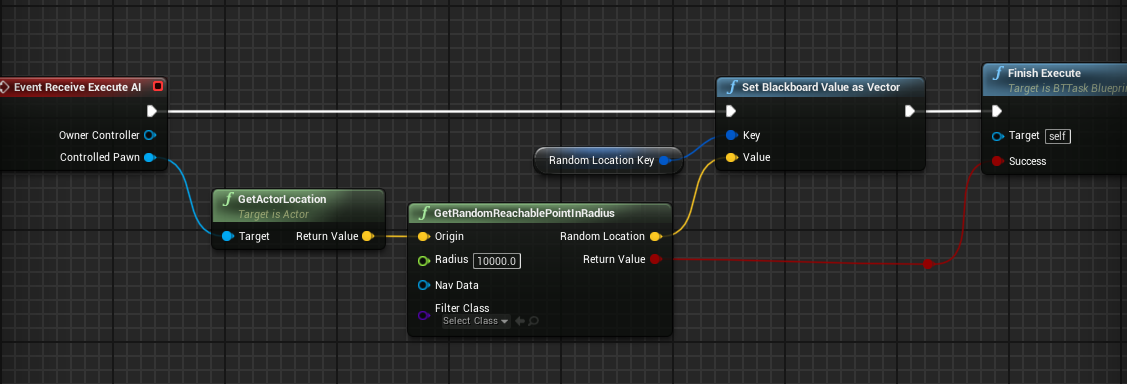 Event Receive Execute AI
Owner Controller
Controlled Pawn
GetActorLocation
Target is Actor
Target
Return Value
GetRandomReachablePointInRadius
Origin
Random Location
Radius 10000.0
Return Value
Nav Data
Filter Class
Select Class
Random Location Key
Set Blackboard Value as Vector
Key
Value
Finish Execute
Target is BTTask Blueprin
Target self
Success